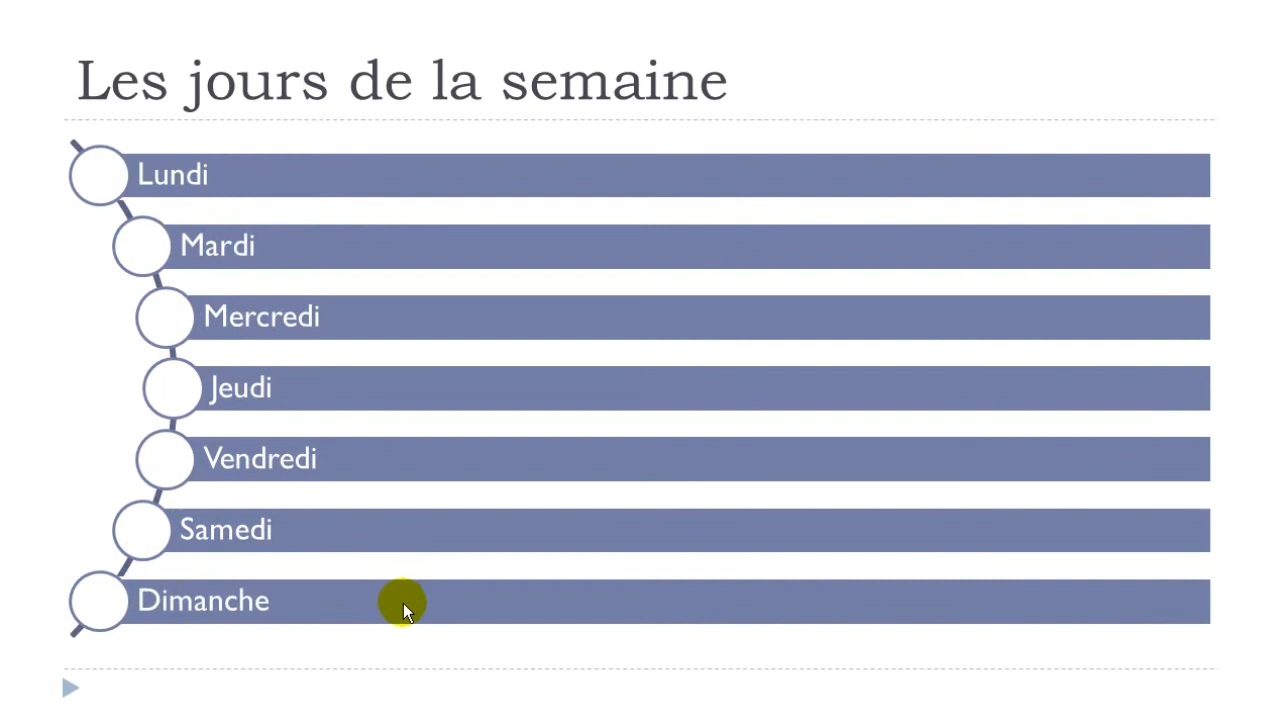 Les jours de la semaine
Lundi
Mardi
Mercredi
Jeudi
Vendredi
Samedi
Dimanche